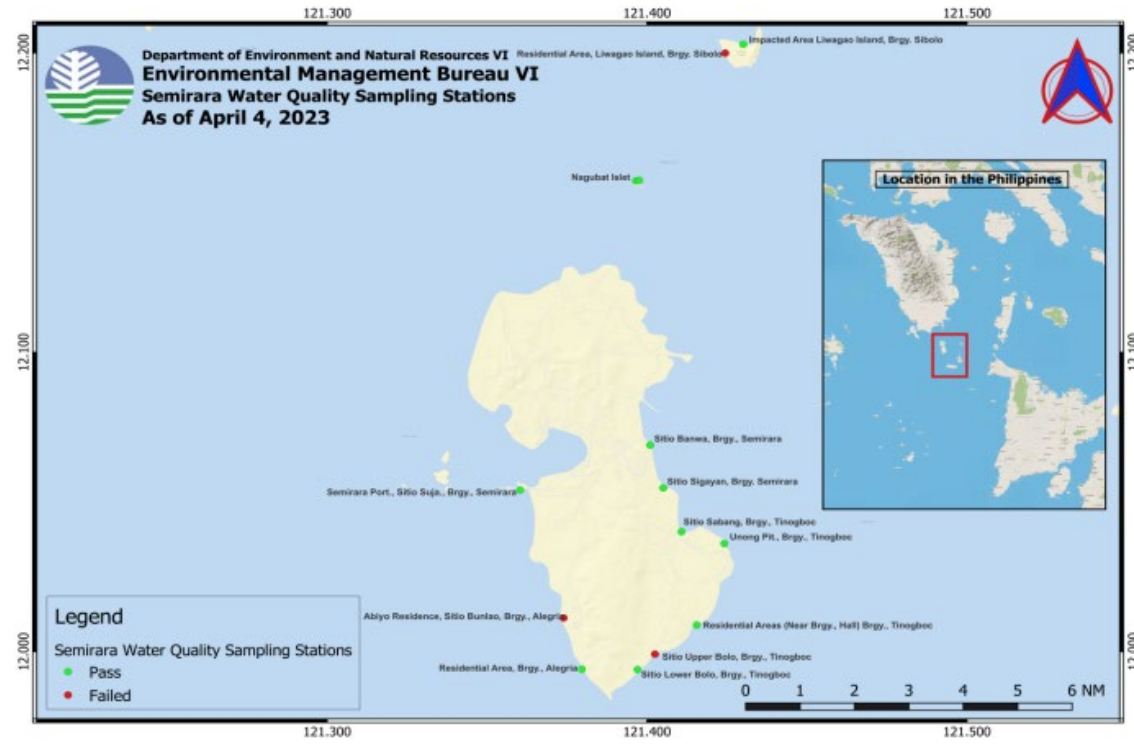 121.300
121.400
121.500
12.200
12.200
Department of Environment and Natural Resources VI
Environmental Management Bureau VI
Semirara Water Quality Sampling Stations
As of April 4, 2023
Impacted Area Liwagao Island, Brgy. Sibolo
Residential Area, Liwagao Island, Brgy. Sibolo
Nagubat Islet
Location in the Philippines
12.100
12.100
Sitio Banwa, Brgy., Semirara
Sitio Sigayan, Brgy. Semirara
Semirara Port., Sitio Suja., Brgy., Semirara
Sitio Sabang, Brgy., Tinogboc
Unong Pit., Brgy., Tinogboc
Abiyo Residence, Sitio Bunlao, Brgy., Alegria
Residential Areas (Near Brgy., Hall) Brgy., Tinogboc
Sitio Upper Bolo, Brgy., Tinogboc
Residential Area, Brgy., Alegria
Sitio Lower Bolo, Brgy., Tinogboc
12.000
12.000
Legend
Semirara Water Quality Sampling Stations
Pass
Failed
0 1 2 3 4 5 6 NM
121.300
121.400
121.500